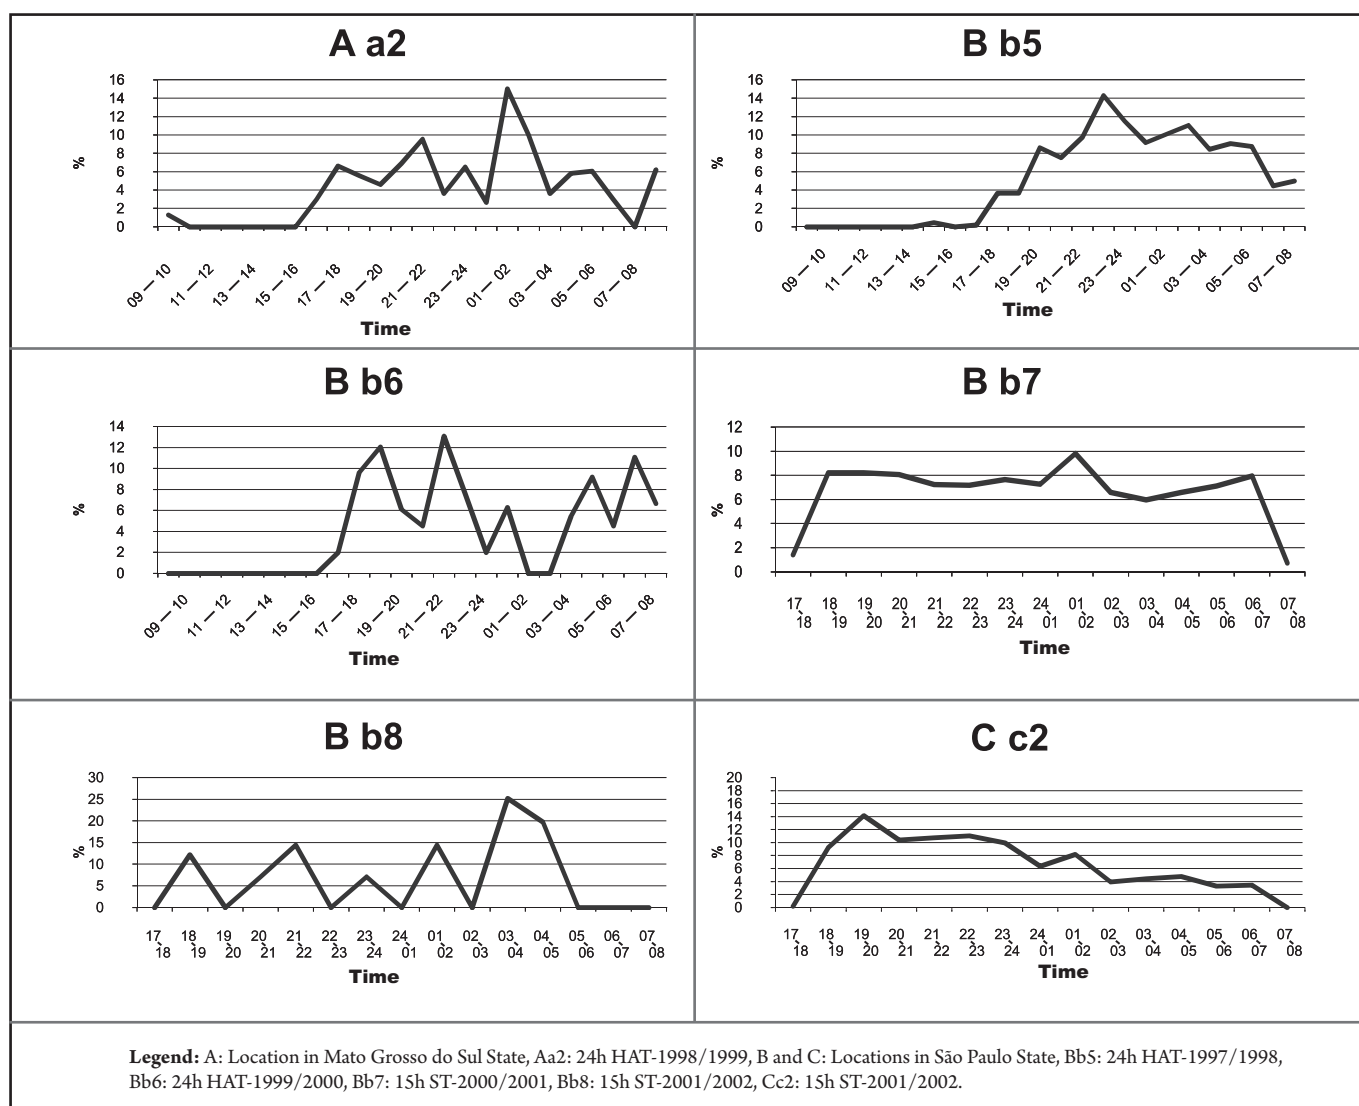 A a2
16
14
12
10
8
6
4
2
0
%
09 — 10
11 — 12
13 — 14
15 — 16
17 — 18
19 — 20
21 — 22
23 — 24
01 — 02
03 — 04
05 — 06
07 — 08
Time
B b5
16
14
12
10
8
6
4
2
0
%
09 — 10
11 — 12
13 — 14
15 — 16
17 — 18
19 — 20
21 — 22
23 — 24
01 — 02
03 — 04
05 — 06
07 — 08
Time
B b6
14
12
10
8
6
4
2
0
%
09 — 10
11 — 12
13 — 14
15 — 16
17 — 18
19 — 20
21 — 22
23 — 24
01 — 02
03 — 04
05 — 06
07 — 08
Time
B b7
12
10
8
6
4
2
0
%
17 18 19 20 21 22 23 24 01 02 03 04 05 06 07
18 19 20 21 22 23 24 01 02 03 04 05 06 07 08
Time
B b8
30
25
20
15
10
5
0
%
17 18 19 20 21 22 23 24 01 02 03 04 05 06 07
18 19 20 21 22 23 24 01 02 03 04 05 06 07 08
Time
C c2
20
18
16
14
12
10
8
6
4
2
0
%
17 18 19 20 21 22 23 24 01 02 03 04 05 06 07
18 19 20 21 22 23 24 01 02 03 04 05 06 07 08
Time
Legend: A: Location in Mato Grosso do Sul State, Aa2: 24h HAT-1998/1999, B and C: Locations in São Paulo State, Bb5: 24h HAT-1997/1998,
Bb6: 24h HAT-1999/2000, Bb7: 15h ST-2000/2001, Bb8: 15h ST-2001/2002, Cc2: 15h ST-2001/2002.